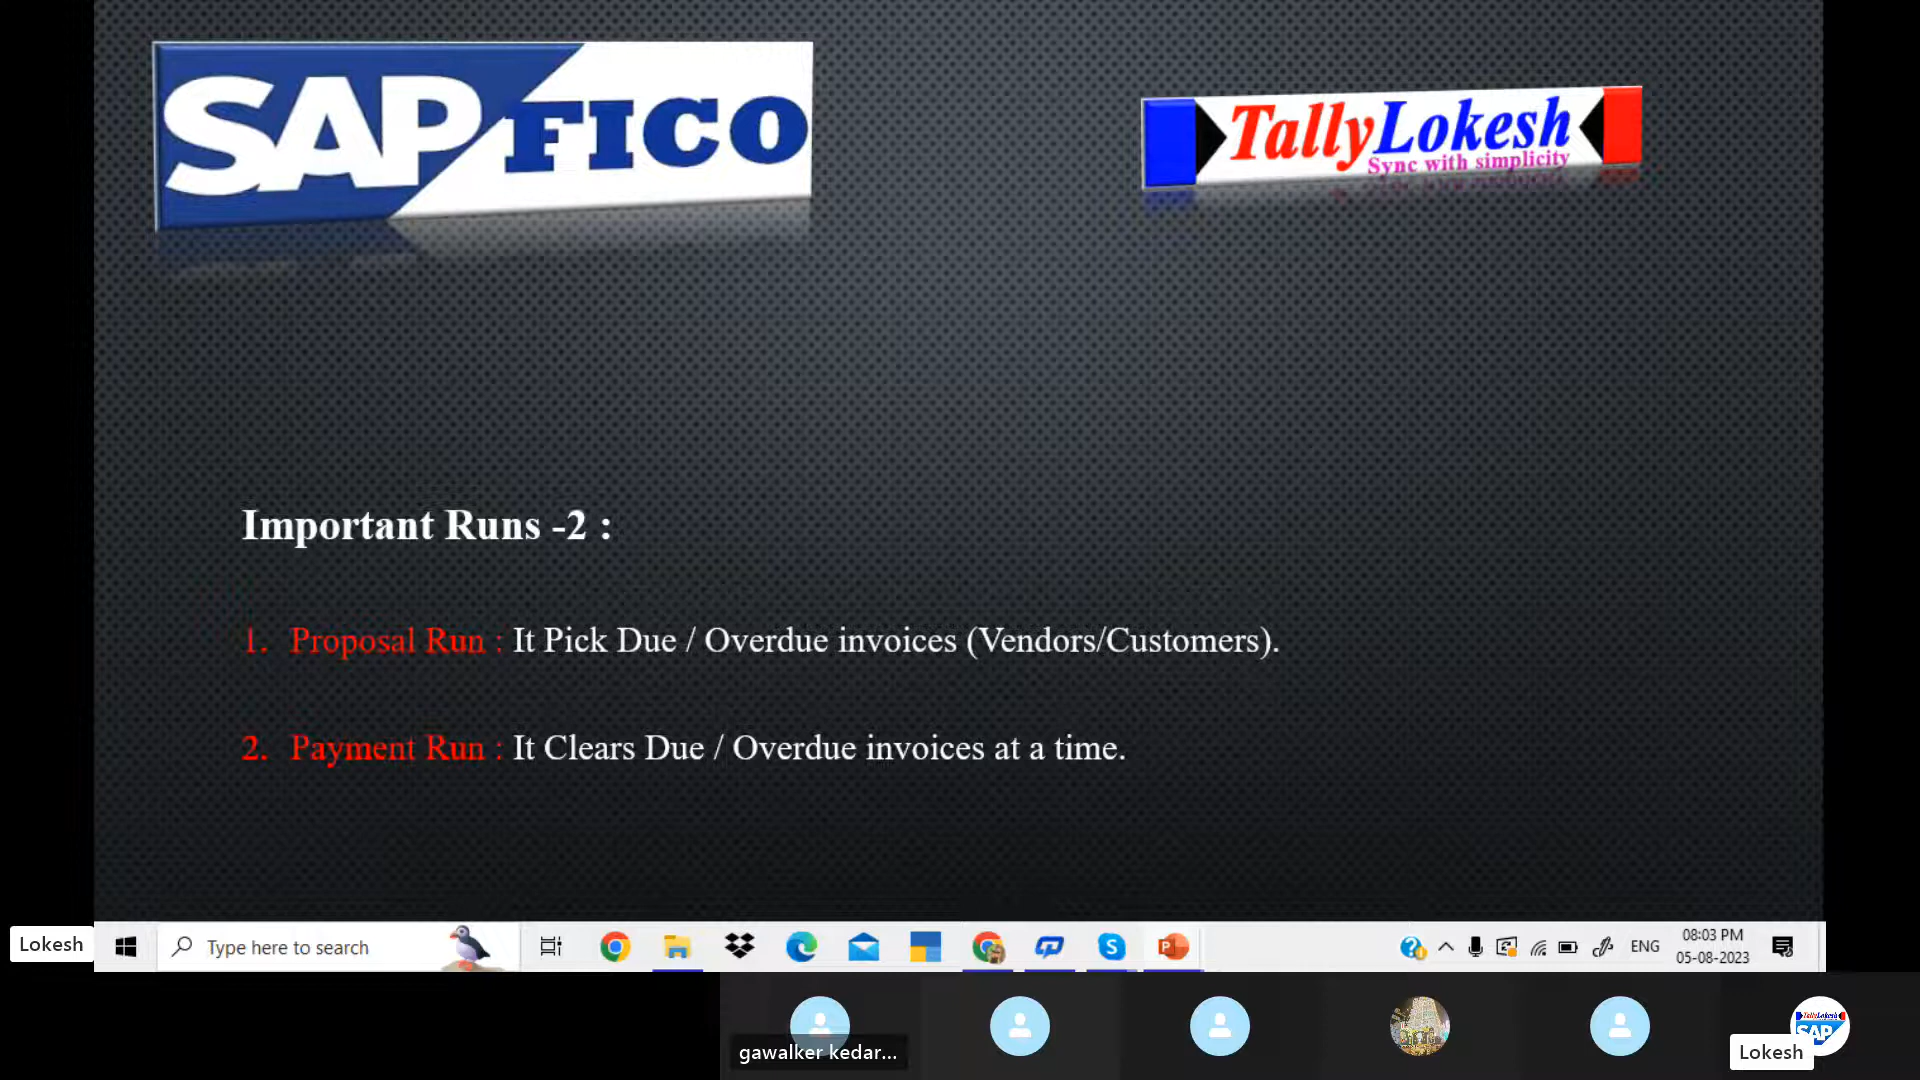 SAP FICO
TallyLokesh
Sync with simplicity
Important Runs -2 :
1. Proposal Run : It Pick Due / Overdue invoices (Vendors/Customers).
2. Payment Run : It Clears Due / Overdue invoices at a time.
Lokesh
Type here to search
ENG
08:03 PM
05-08-2023
gawalker kedar...
TallyLokesh
SAP
Lokesh